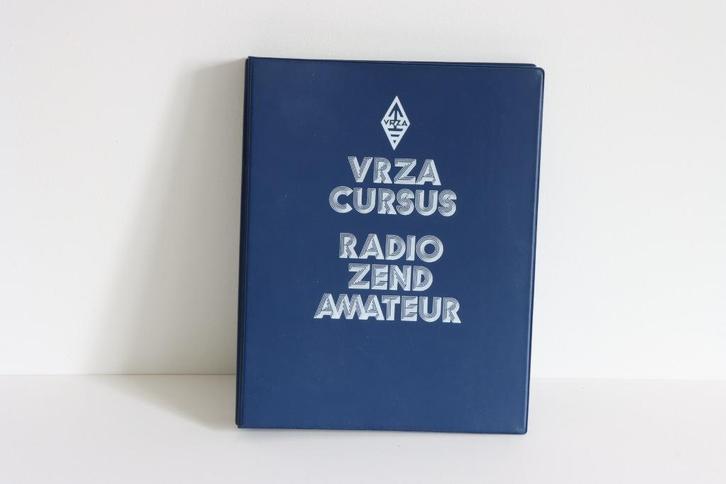 VRZA
VRZA
CURSUS
RADIO
ZEND
AMATEUR